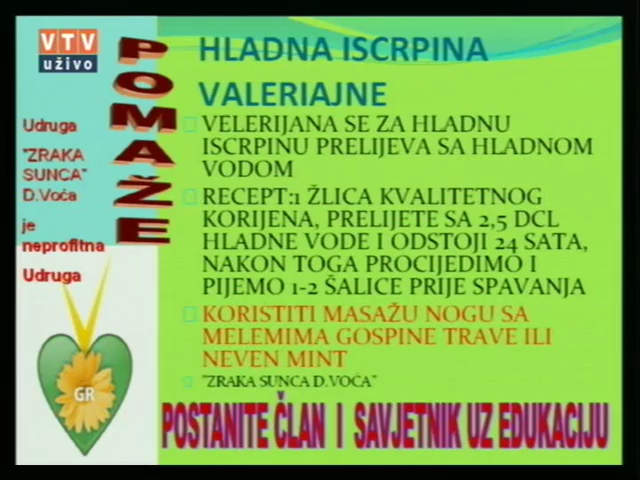 VTV
uživo
POMAŽE
Udruga
"ZRAKA
SUNCA"
D.Voća
je
neprofitna
Udruga
GR
HLADNA ISCRPINA
VALERIAJNE
VELERIJANA SE ZA HLADNU
ISCRPINU PRELIJEVA SA HLADNOM
VODOM
RECEPT:1 ŽLICA KVALITETNOG
KORIJENA, PRELIJETE SA 2,5 DCL
HLADNE VODE I ODSTOJI 24 SATA,
NAKON TOGA PROCIJEDIMO I
PIJEMO 1-2 ŠALICE PRIJE SPAVANJA
KORISTITI MASAŽU NOGU SA
MELEMIMA GOSPINE TRAVE ILI
NEVEN MINT
"ZRAKA SUNCA D.VOĆA"
POSTANITE ČLAN I SAVJETNIK UZ EDUKACIJU